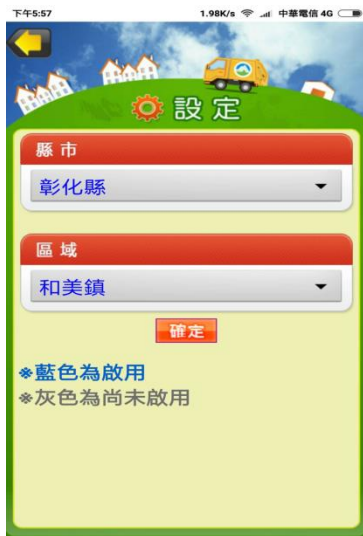 下午5:57 1.98K/s 中華電信 4G
設定
縣市
彰化縣
區域
和美鎮
確定
※藍色為啟用
※灰色為尚未啟用